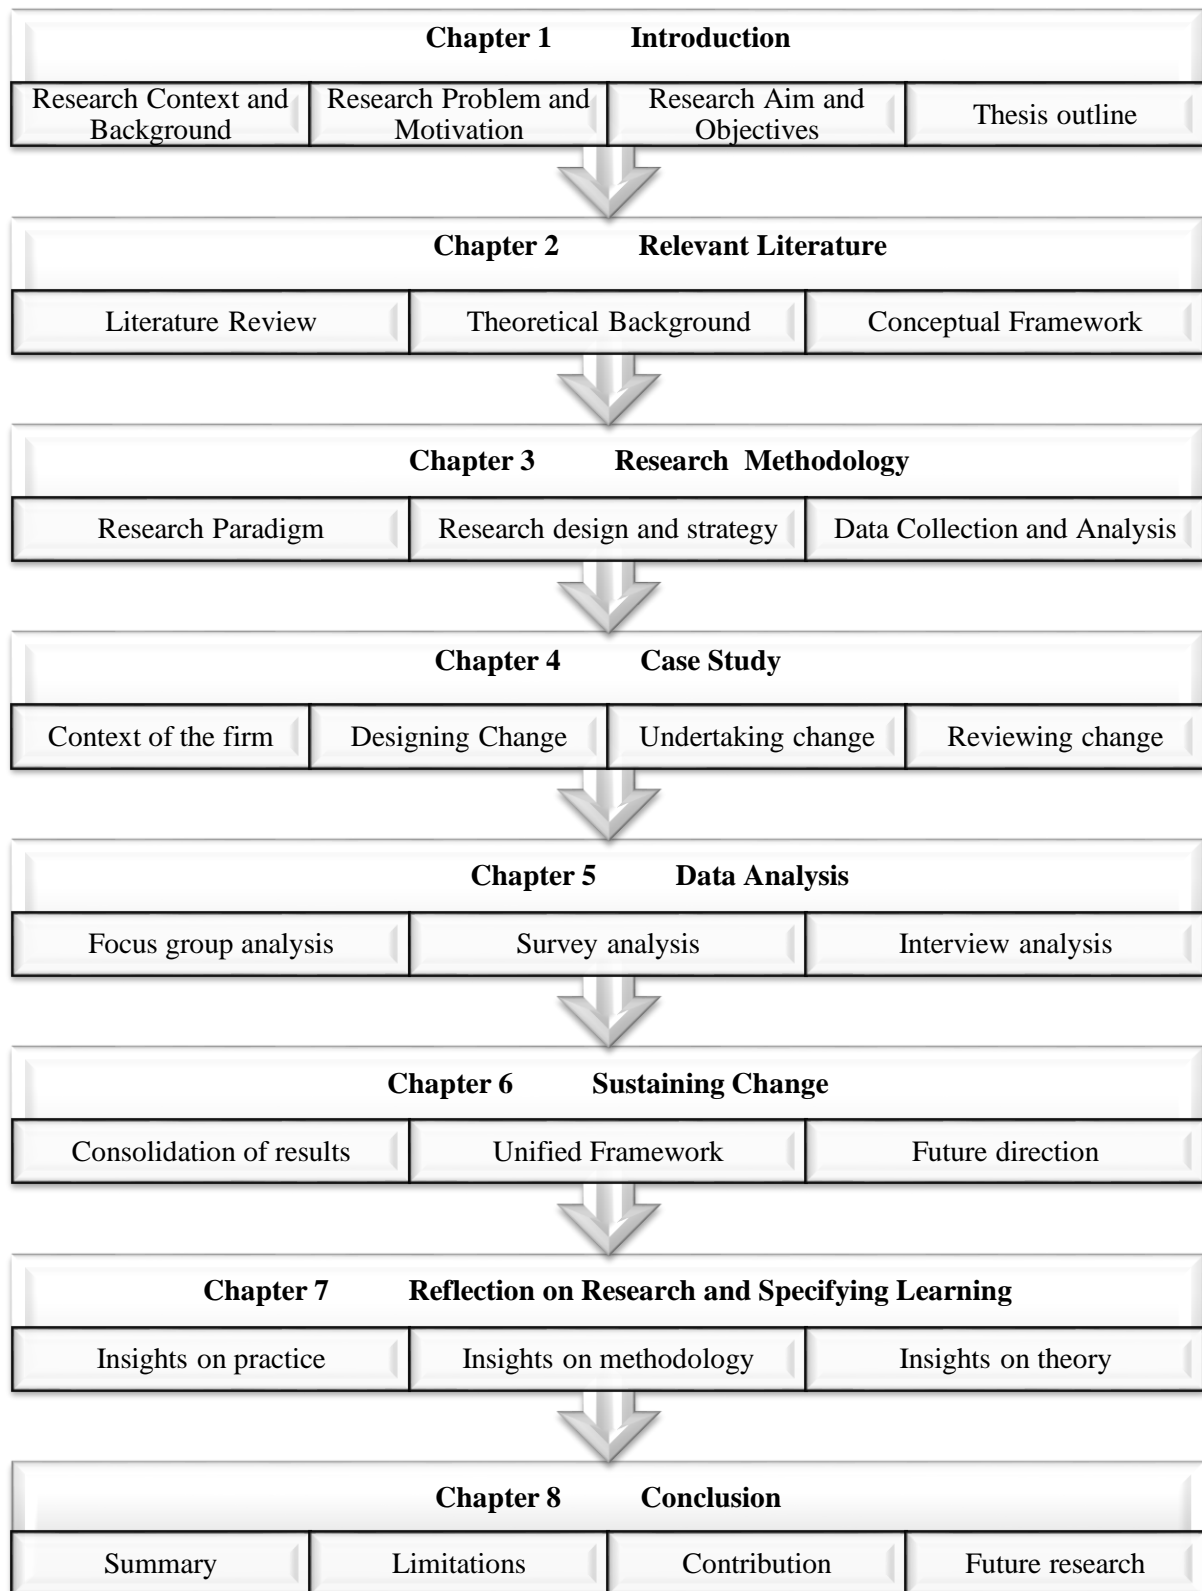 Chapter 1 Introduction
Research Context and Background
Research Problem and Motivation
Research Aim and Objectives
Thesis outline
Chapter 2 Relevant Literature
Literature Review
Theoretical Background
Conceptual Framework
Chapter 3 Research Methodology
Research Paradigm
Research design and strategy
Data Collection and Analysis
Chapter 4 Case Study
Context of the firm
Designing Change
Undertaking change
Reviewing change
Chapter 5 Data Analysis
Focus group analysis
Survey analysis
Interview analysis
Chapter 6 Sustaining Change
Consolidation of results
Unified Framework
Future direction
Chapter 7 Reflection on Research and Specifying Learning
Insights on practice
Insights on methodology
Insights on theory
Chapter 8 Conclusion
Summary
Limitations
Contribution
Future research